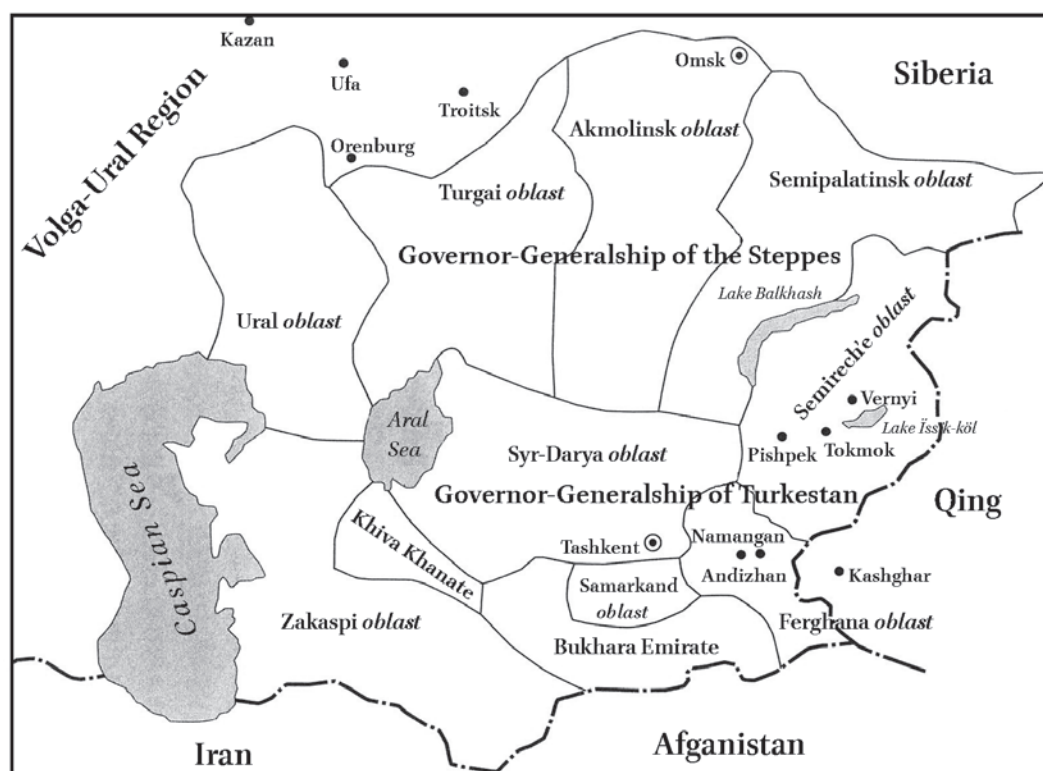 Kazan
Ufa
Troitsk
Omsk
Siberia
Volga-Ural Region
Orenburg
Akmolinsk oblast
Turgai oblast
Semipalatinsk oblast
Governor-Generalship of the Steppes
Lake Balkhash
Ural oblast
Semirech'e oblast
Vernyi
Lake Ïssik-köl
Aral
Sea
Pishpek
Tokmok
Syr-Darya oblast
Governor-Generalship of Turkestan
Qing
Caspian Sea
Khiva Khanate
Tashkent
Namangan
Andizhan
Kashghar
Samarkand
oblast
Zakaspi oblast
Ferghana oblast
Bukhara Emirate
Iran
Afganistan